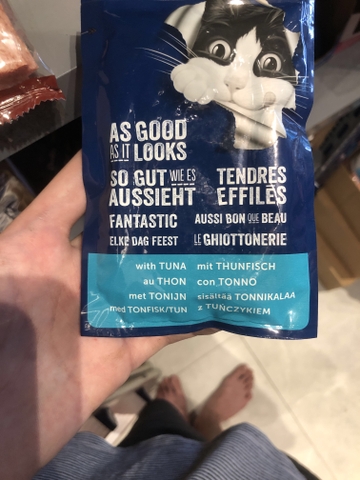 AS GOOD
AS IT LOOKS
SO GUT WIE ES
AUSSIEHT
TENDRES
EFFILÉS
FANTASTIC
AUSSI BON QUE BEAU
ELKE DAG FEEST
LE GHIOTTONERIE
with TUNA
mit THUNFISCH
au THON
con TONNO
met TONIJN
sisältää TONNIKALAA
med TONFISK/TUN
z TUŃCZYKIEM